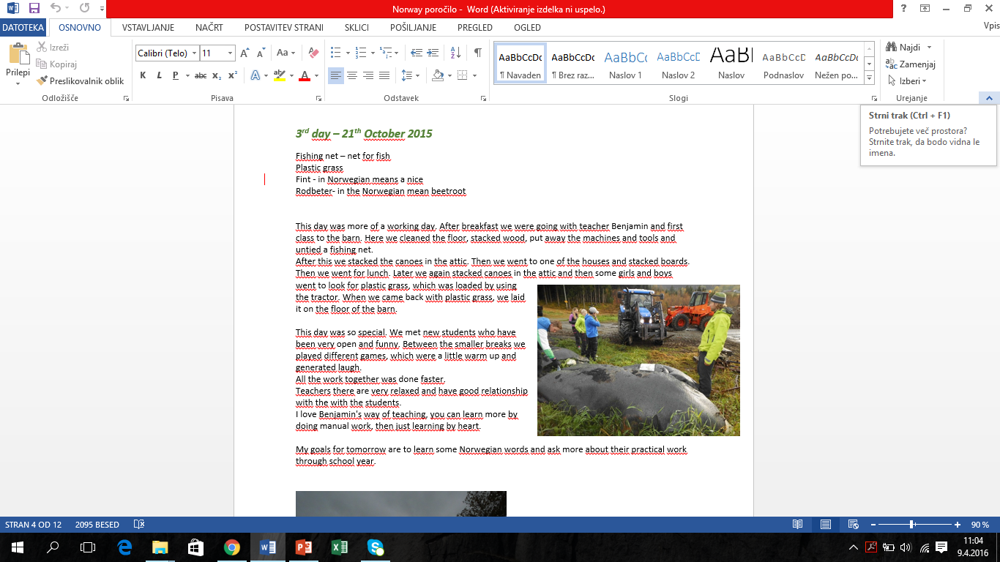 Norway poročilo - Word (Aktiviranje izdelka ni uspelo.)
DATOTEKA OSNOVNO VSTAVLJANJE NAČRT POSTAVITEV STRANI SKLICI POŠILJANJE PREGLED OGLED Vpis
Prilepi
Izreži
Kopiraj
Preslikovalnik oblik
Odložišče
Calibri (Telo) 11
K L P abc x₂ x²
Pisava
Odstavek
AaBbCcDc AaBbCcDc AaBbC( AaBbCcD AaBl AaBbCcD AaBbCcDc
¶ Navaden ¶ Brez raz... Naslov 1 Naslov 2 Naslov Podnaslov Nežen po...
Slogi
Najdi
Zamenjaj
Izberi
Urejanje
Strni trak (Ctrl + F1)
Potrebujete več prostora?
Strnite trak, da bodo vidna le
imena.
3rd day – 21th October 2015
Fishing net – net for fish
Plastic grass
Fint - in Norwegian means a nice
Rodbeter- in the Norwegian mean beetroot
This day was more of a working day. After breakfast we were going with teacher Benjamin and first
class to the barn. Here we cleaned the floor, stacked wood, put away the machines and tools and
untied a fishing net.
After this we stacked the canoes in the attic. Then we went to one of the houses and stacked boards.
Then we went for lunch. Later we again stacked canoes in the attic and then some girls and boys
went to look for plastic grass, which was loaded by using
the tractor. When we came back with plastic grass, we laid
it on the floor of the barn.
This day was so special. We met new students who have
been very open and funny. Between the smaller breaks we
played different games, which were a little warm up and
generated laugh.
All the work together was done faster.
Teachers there are very relaxed and have good relationship
with the with the students.
I love Benjamin's way of teaching, you can learn more by
doing manual work, then just learning by heart.
My goals for tomorrow are to learn some Norwegian words and ask more about their practical work
through school year.
STRAN 4 OD 12 2095 BESED 90 %
11:04
9.4.2016